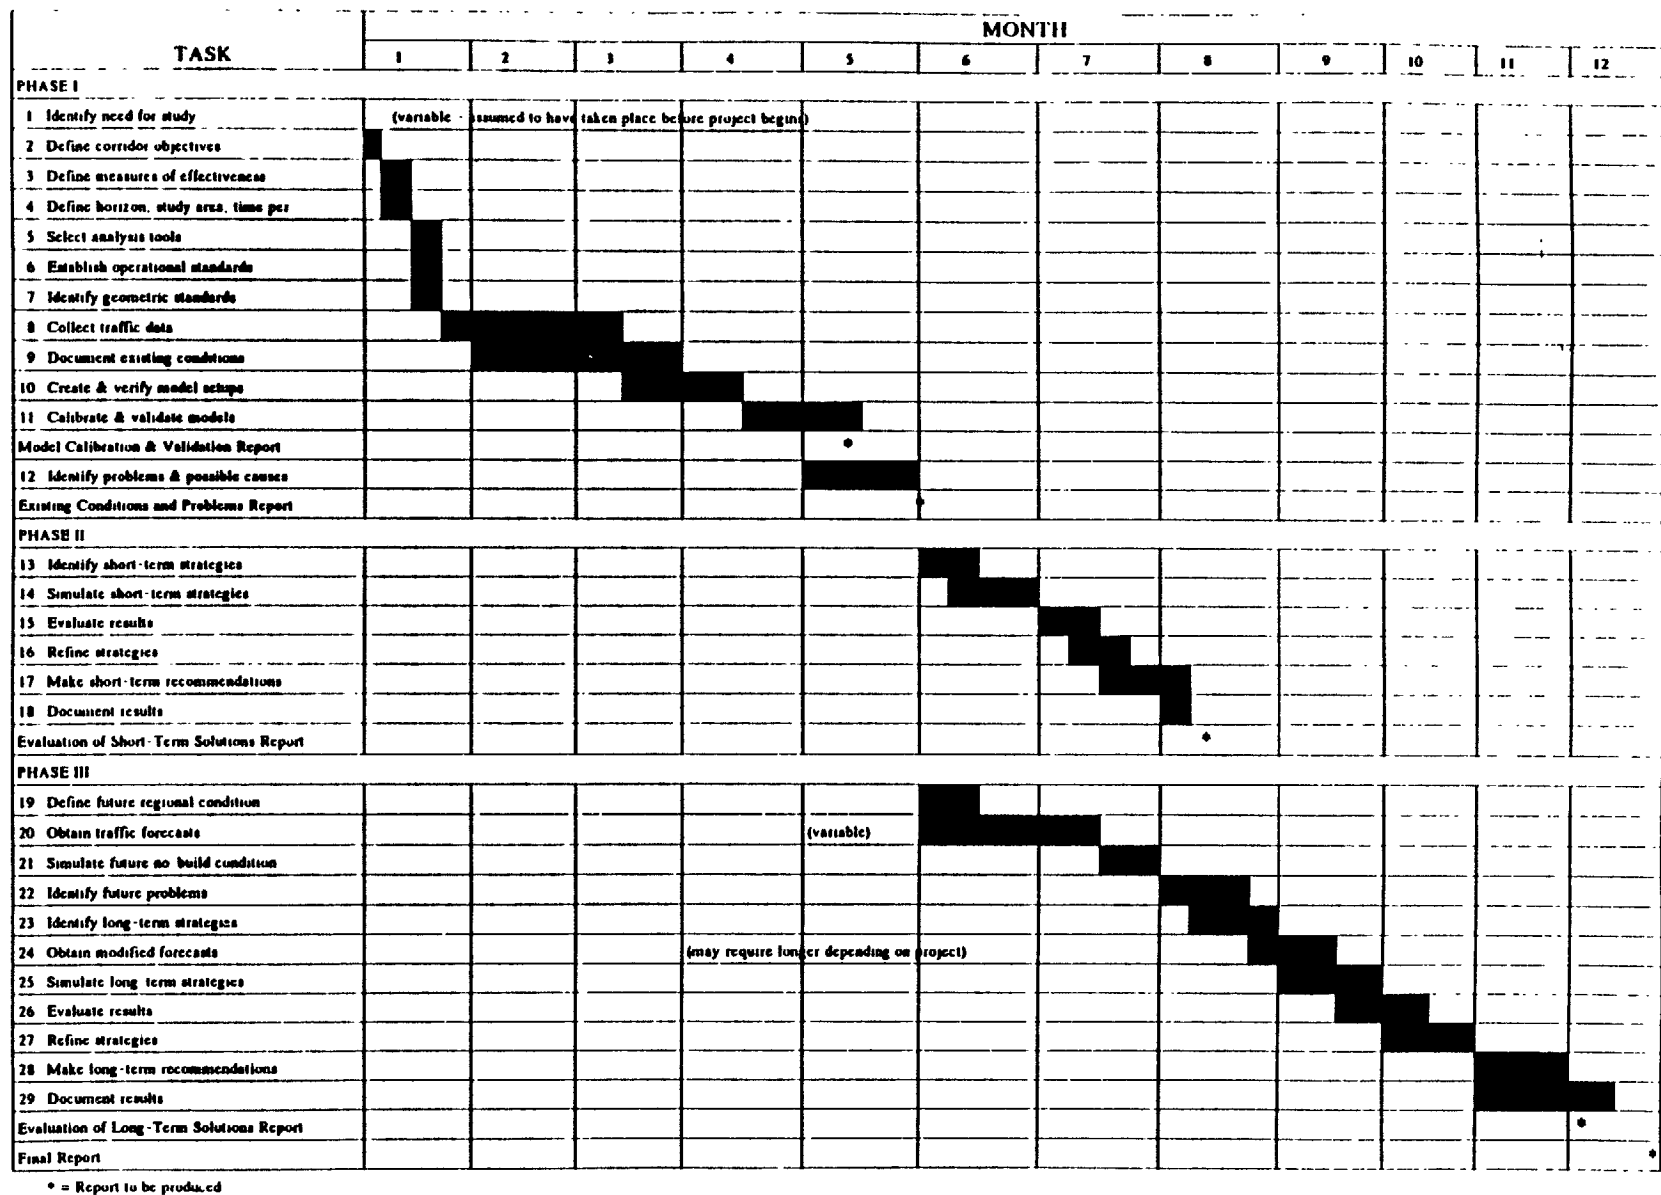 MONTH
TASK 1 2 3 4 5 6 7 8 9 10 11 12
PHASE I
1 Identify need for study (variable - assumed to have taken place before project begins)
2 Define corridor objectives
3 Define measures of effectiveness
4 Define horizon, study area, time per
5 Select analysis tools
6 Establish operational standards
7 Identify geometric standards
8 Collect traffic data
9 Document existing conditions
10 Create & verify model setups
11 Calibrate & validate models
Model Calibration & Validation Report *
12 Identify problems & possible causes
Existing Conditions and Problems Report *
PHASE II
13 Identify short-term strategies
14 Simulate short-term strategies
15 Evaluate results
16 Refine strategies
17 Make short-term recommendations
18 Document results
Evaluation of Short-Term Solutions Report *
PHASE III
19 Define future regional condition
20 Obtain traffic forecasts (variable)
21 Simulate future no build condition
22 Identify future problems
23 Identify long-term strategies
24 Obtain modified forecasts (may require longer depending on project)
25 Simulate long term strategies
26 Evaluate results
27 Refine strategies
28 Make long-term recommendations
29 Document results
Evaluation of Long-Term Solutions Report *
Final Report *
* = Report to be produced